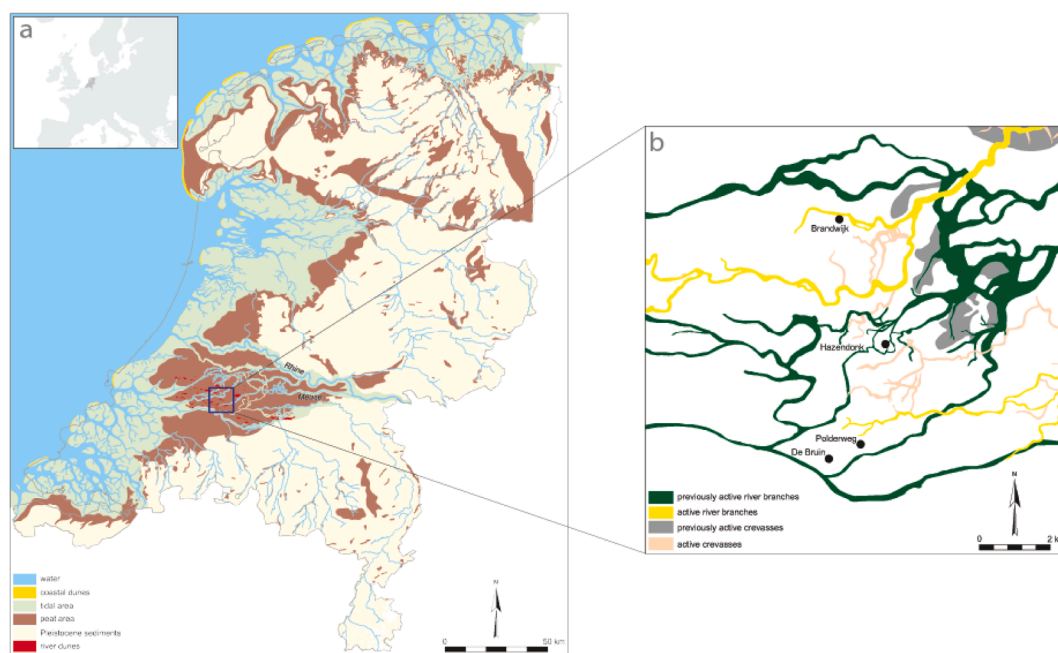 a
Rhine
Meuse
water
coastal dunes
tidal area
peat area
Pleistocene sediments
river dunes
N
0 50 km
b
Brandwijk
Hazendonk
Polderweg
De Bruin
previously active river branches
active river branches
previously active crevasses
active crevasses
N
0 2 k